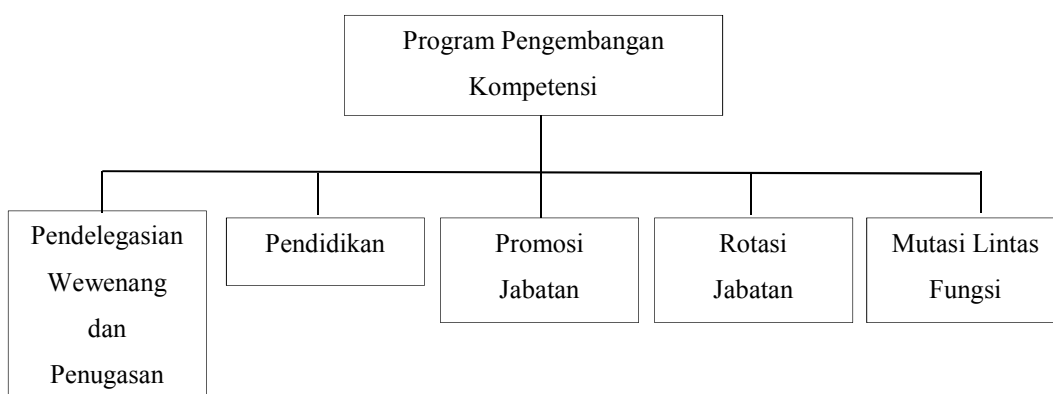 Program Pengembangan
Kompetensi
Pendelegasian
Wewenang
dan
Penugasan
Pendidikan
Promosi
Jabatan
Rotasi
Jabatan
Mutasi Lintas
Fungsi